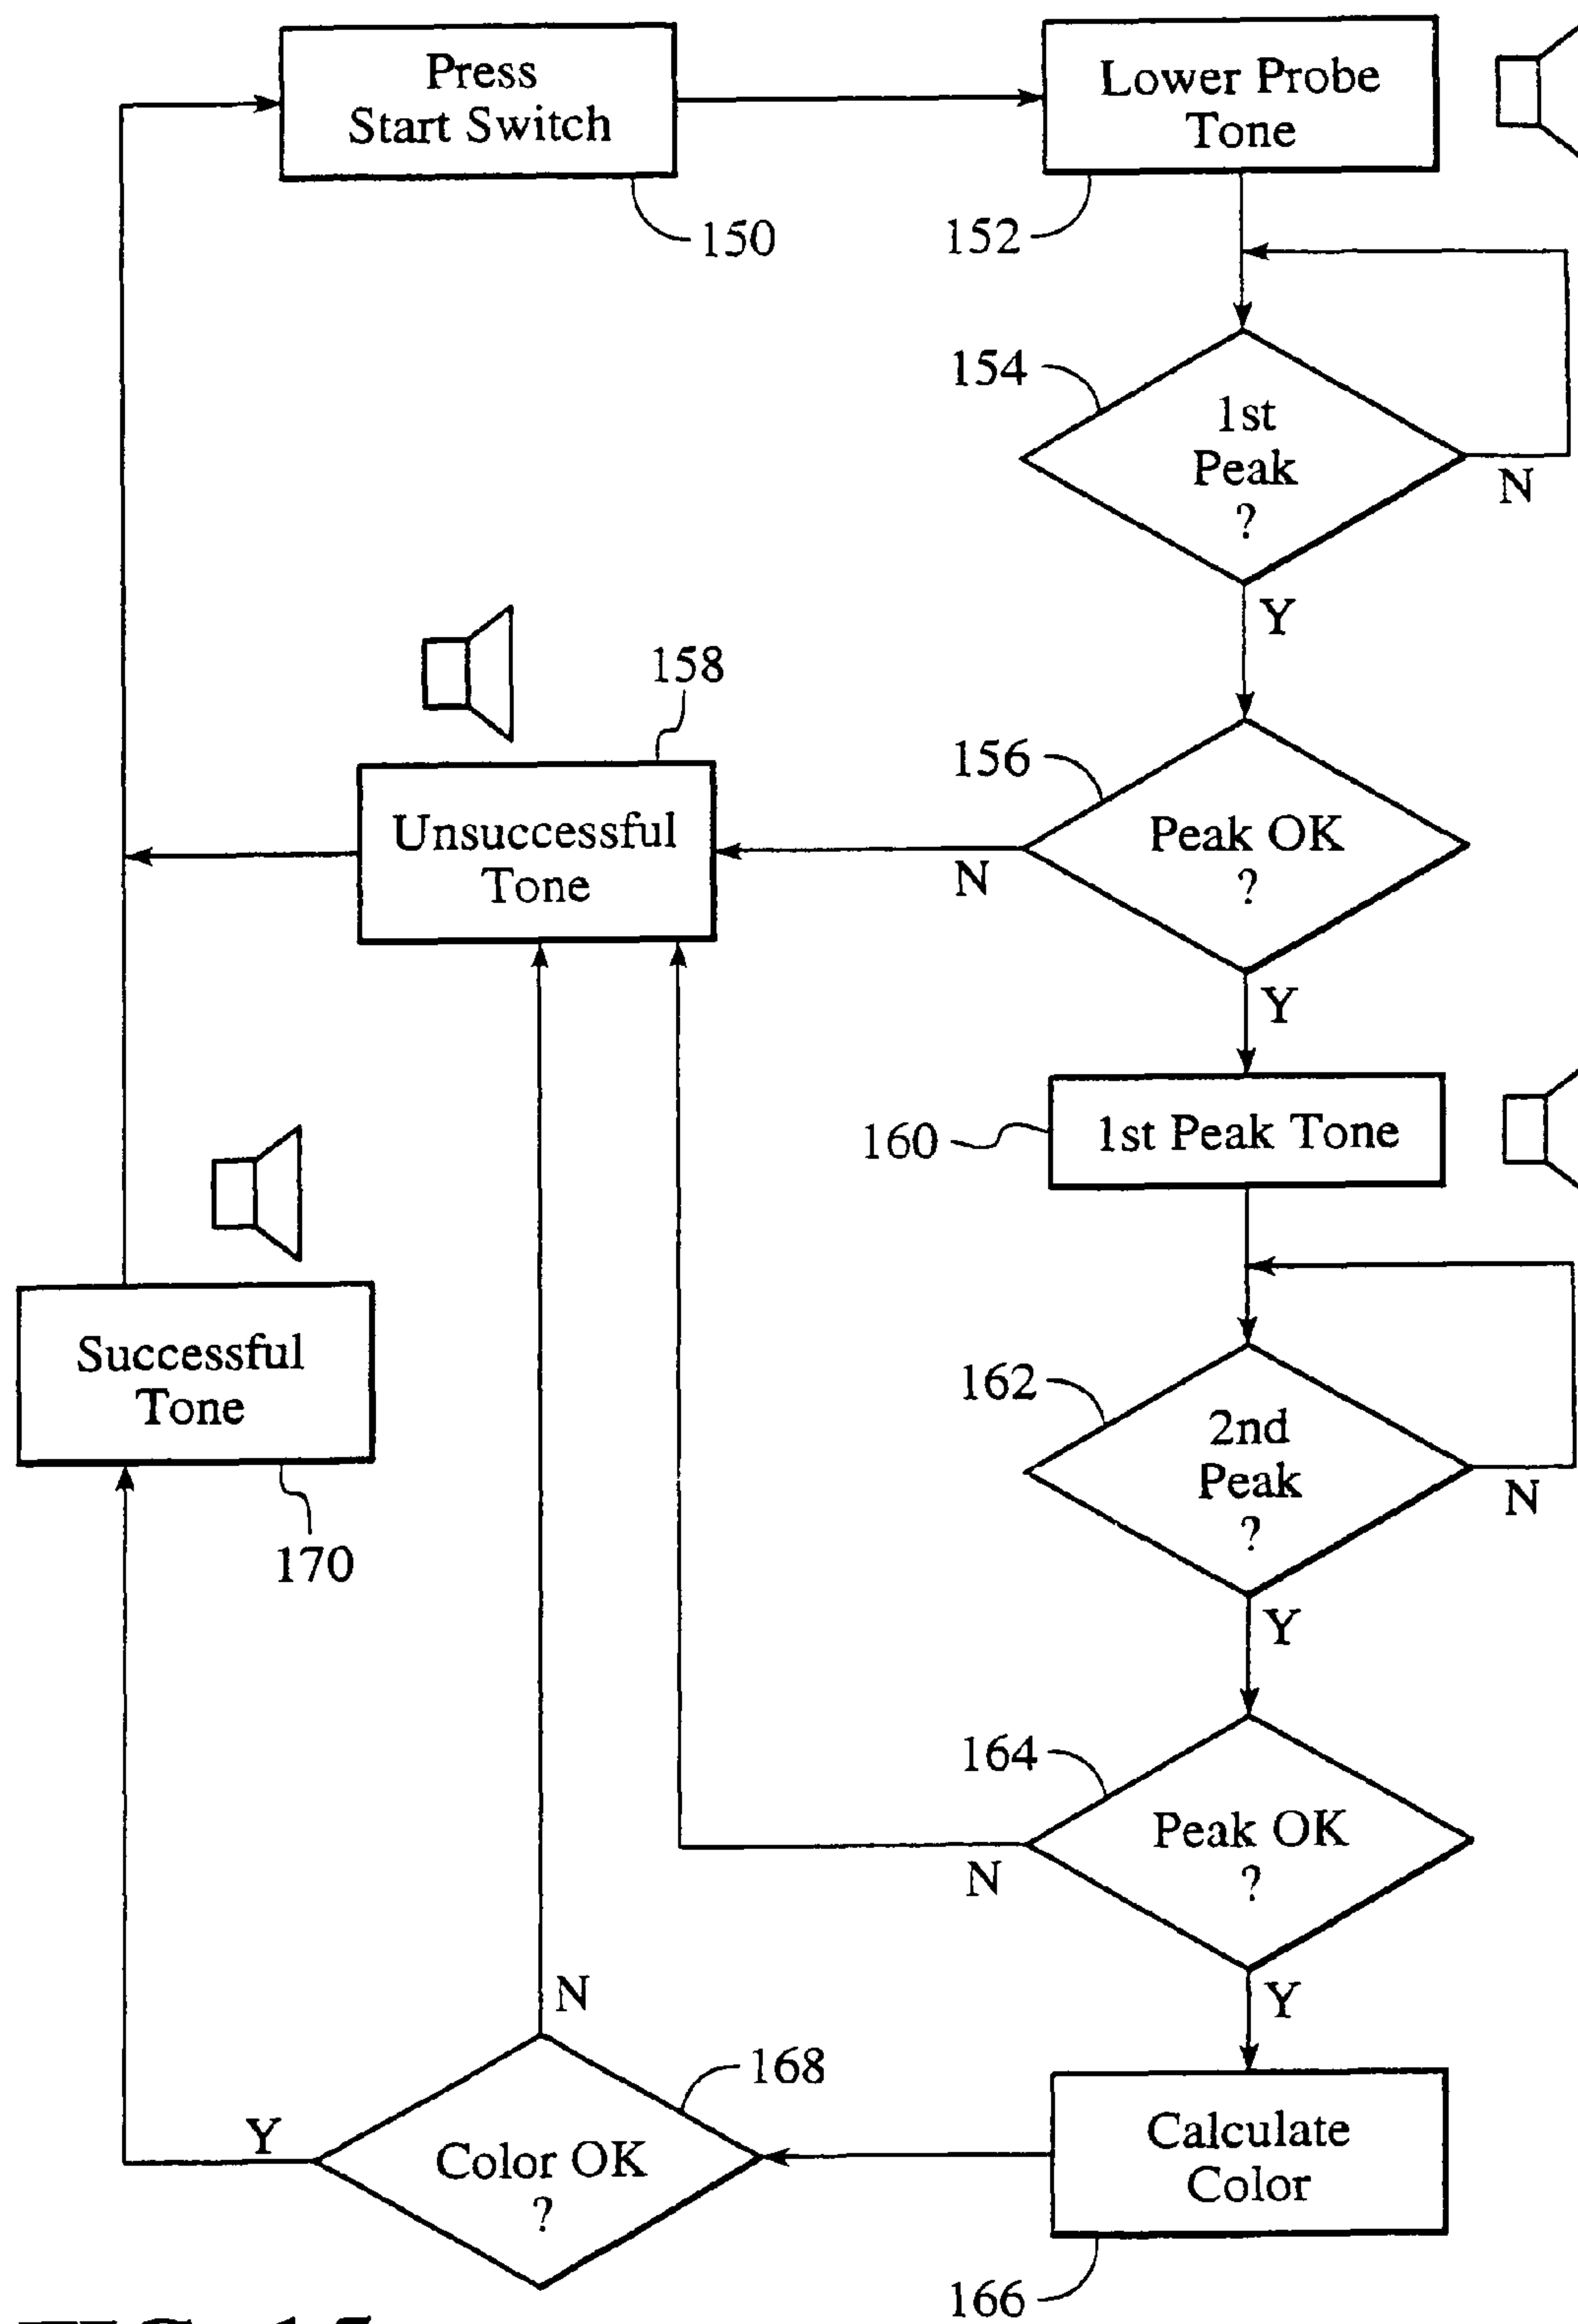 Press
Start Switch
150
Lower Probe
Tone
152
154
1st
Peak
?
N
Y
158
Unsuccessful
Tone
156
Peak OK
?
N
Y
160
1st Peak Tone
Successful
Tone
170
162
2nd
Peak
?
N
Y
164
Peak OK
?
N
Y
N
168
Y
Color OK
?
Calculate
Color
166